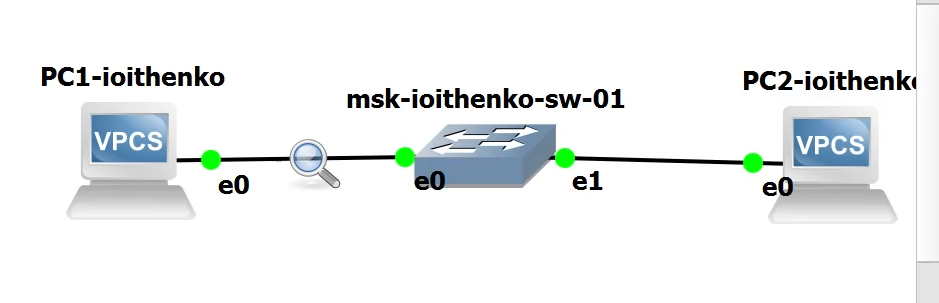 PC1-ioithenko
PC2-ioithenko
msk-ioithenko-sw-01
VPCS
VPCS
e0
e0
e1
e0